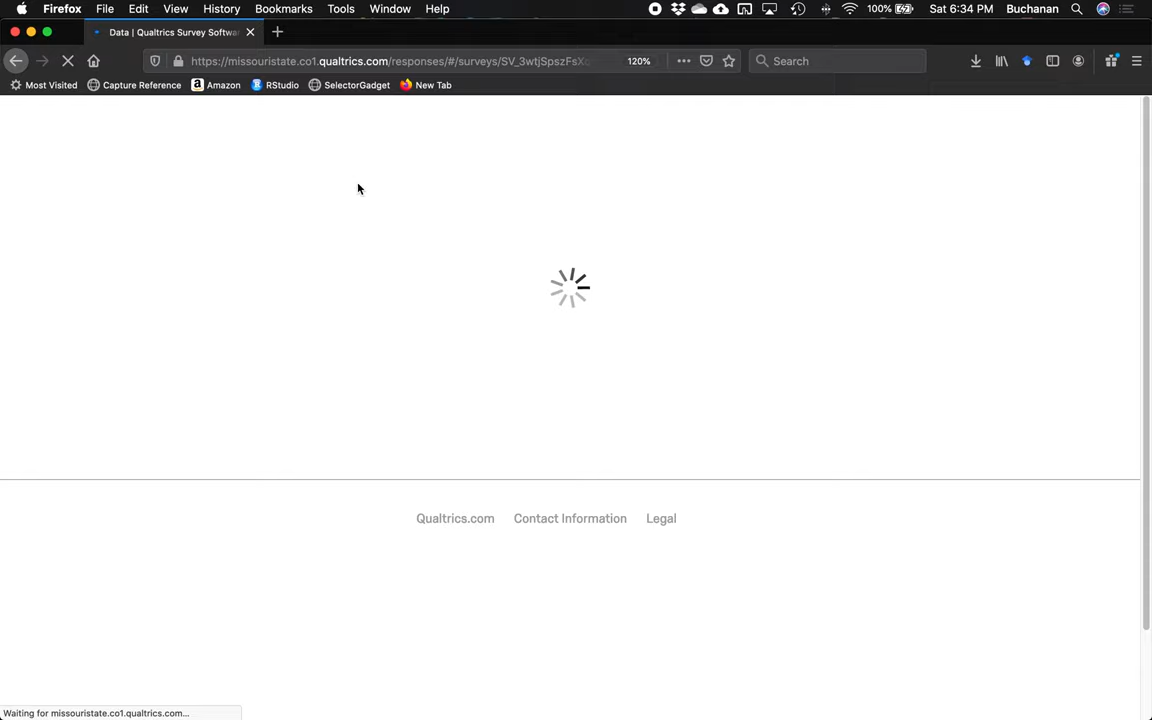 Firefox File Edit View History Bookmarks Tools Window Help 100% Sat 6:34 PM Buchanan
Data | Qualtrics Survey Softwar
https://missouristate.co1.qualtrics.com/responses/#/surveys/SV_3wtjSpszFsXc 120% Search
Most Visited Capture Reference Amazon RStudio SelectorGadget New Tab
Qualtrics.com Contact Information Legal
Waiting for missouristate.co1.qualtrics.com...